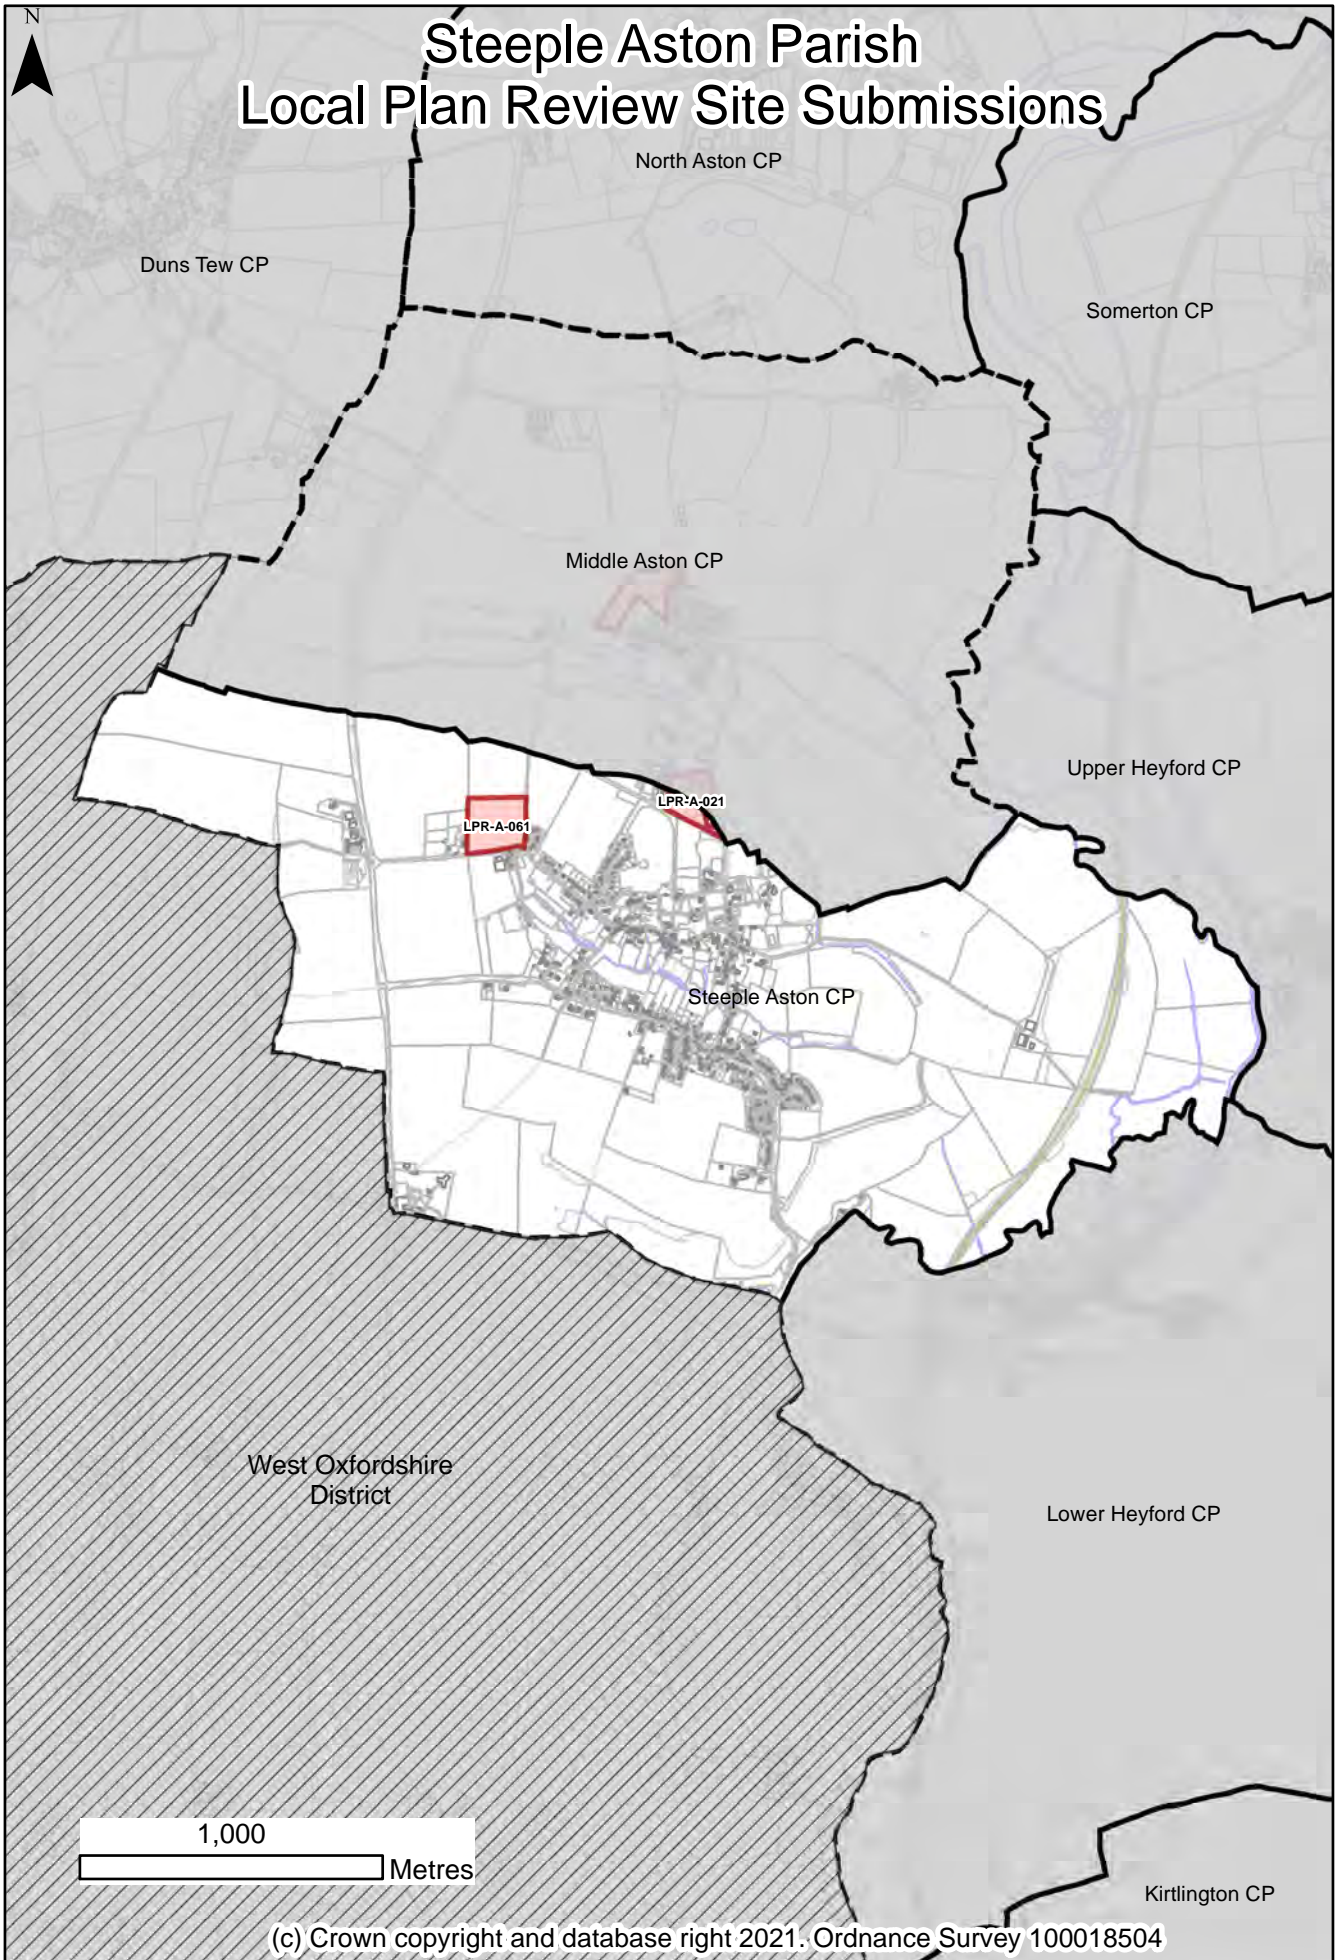 N
Steeple Aston Parish
Local Plan Review Site Submissions
North Aston CP
Duns Tew CP
Somerton CP
Middle Aston CP
Upper Heyford CP
LPR-A-021
LPR-A-061
Steeple Aston CP
West Oxfordshire
District
Lower Heyford CP
1,000
Metres
Kirtlington CP
(c) Crown copyright and database right 2021. Ordnance Survey 100018504